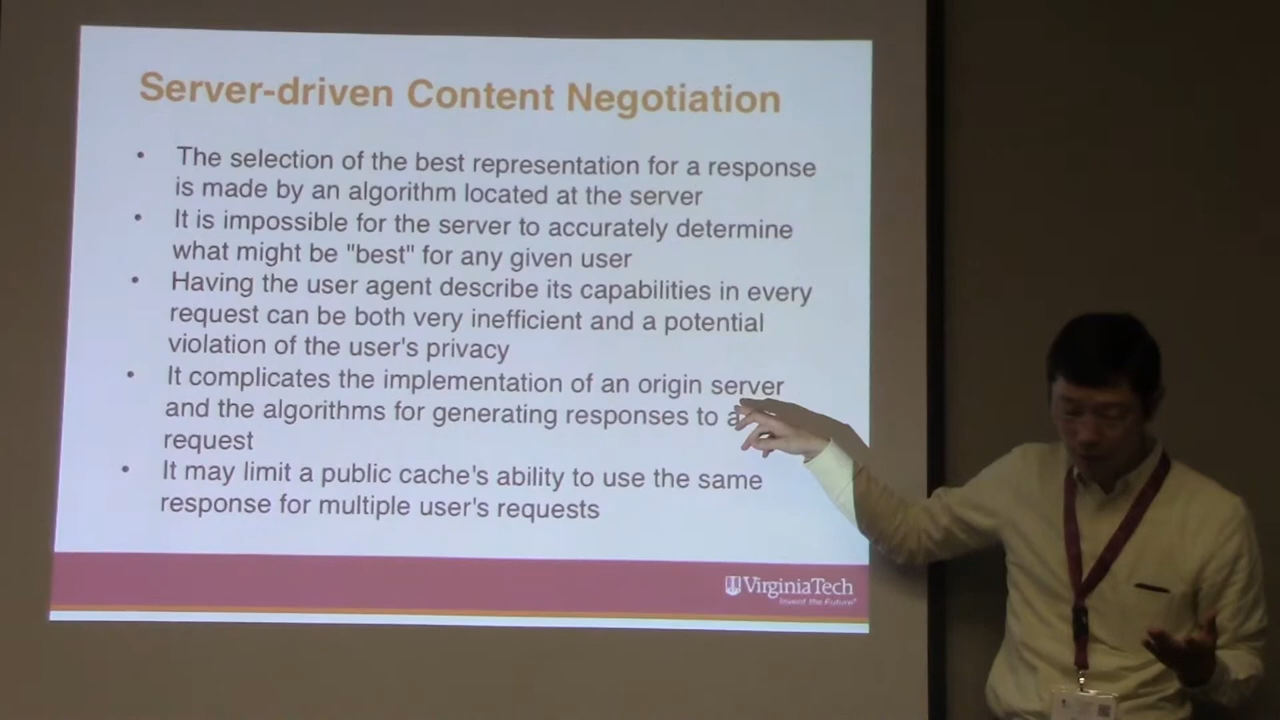 Server-driven Content Negotiation
• The selection of the best representation for a response
is made by an algorithm located at the server
• It is impossible for the server to accurately determine
what might be "best" for any given user
• Having the user agent describe its capabilities in every
request can be both very inefficient and a potential
violation of the user's privacy
• It complicates the implementation of an origin server
and the algorithms for generating responses to a
request
• It may limit a public cache's ability to use the same
response for multiple user's requests
VirginiaTech
Invent the Future